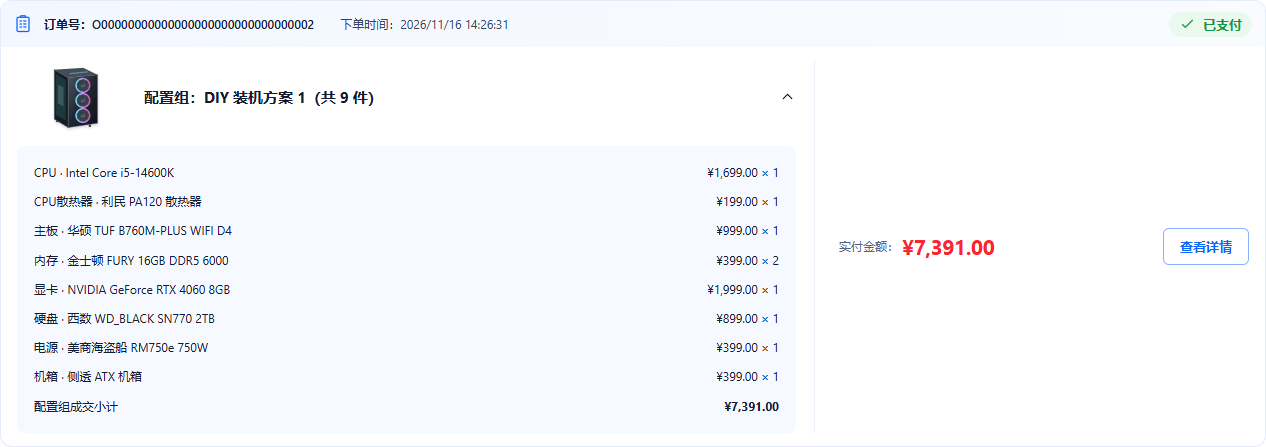 订单号：O00000000000000000000000000000002 下单时间：2026/11/16 14:26:31 已支付
配置组：DIY 装机方案 1（共 9 件）
CPU · Intel Core i5-14600K ¥1,699.00 × 1
CPU散热器 · 利民 PA120 散热器 ¥199.00 × 1
主板 · 华硕 TUF B760M-PLUS WIFI D4 ¥999.00 × 1
内存 · 金士顿 FURY 16GB DDR5 6000 ¥399.00 × 2
显卡 · NVIDIA GeForce RTX 4060 8GB ¥1,999.00 × 1
硬盘 · 西数 WD_BLACK SN770 2TB ¥899.00 × 1
电源 · 美商海盗船 RM750e 750W ¥399.00 × 1
机箱 · 侧透 ATX 机箱 ¥399.00 × 1
配置组成交小计 ¥7,391.00
实付金额： ¥7,391.00 查看详情